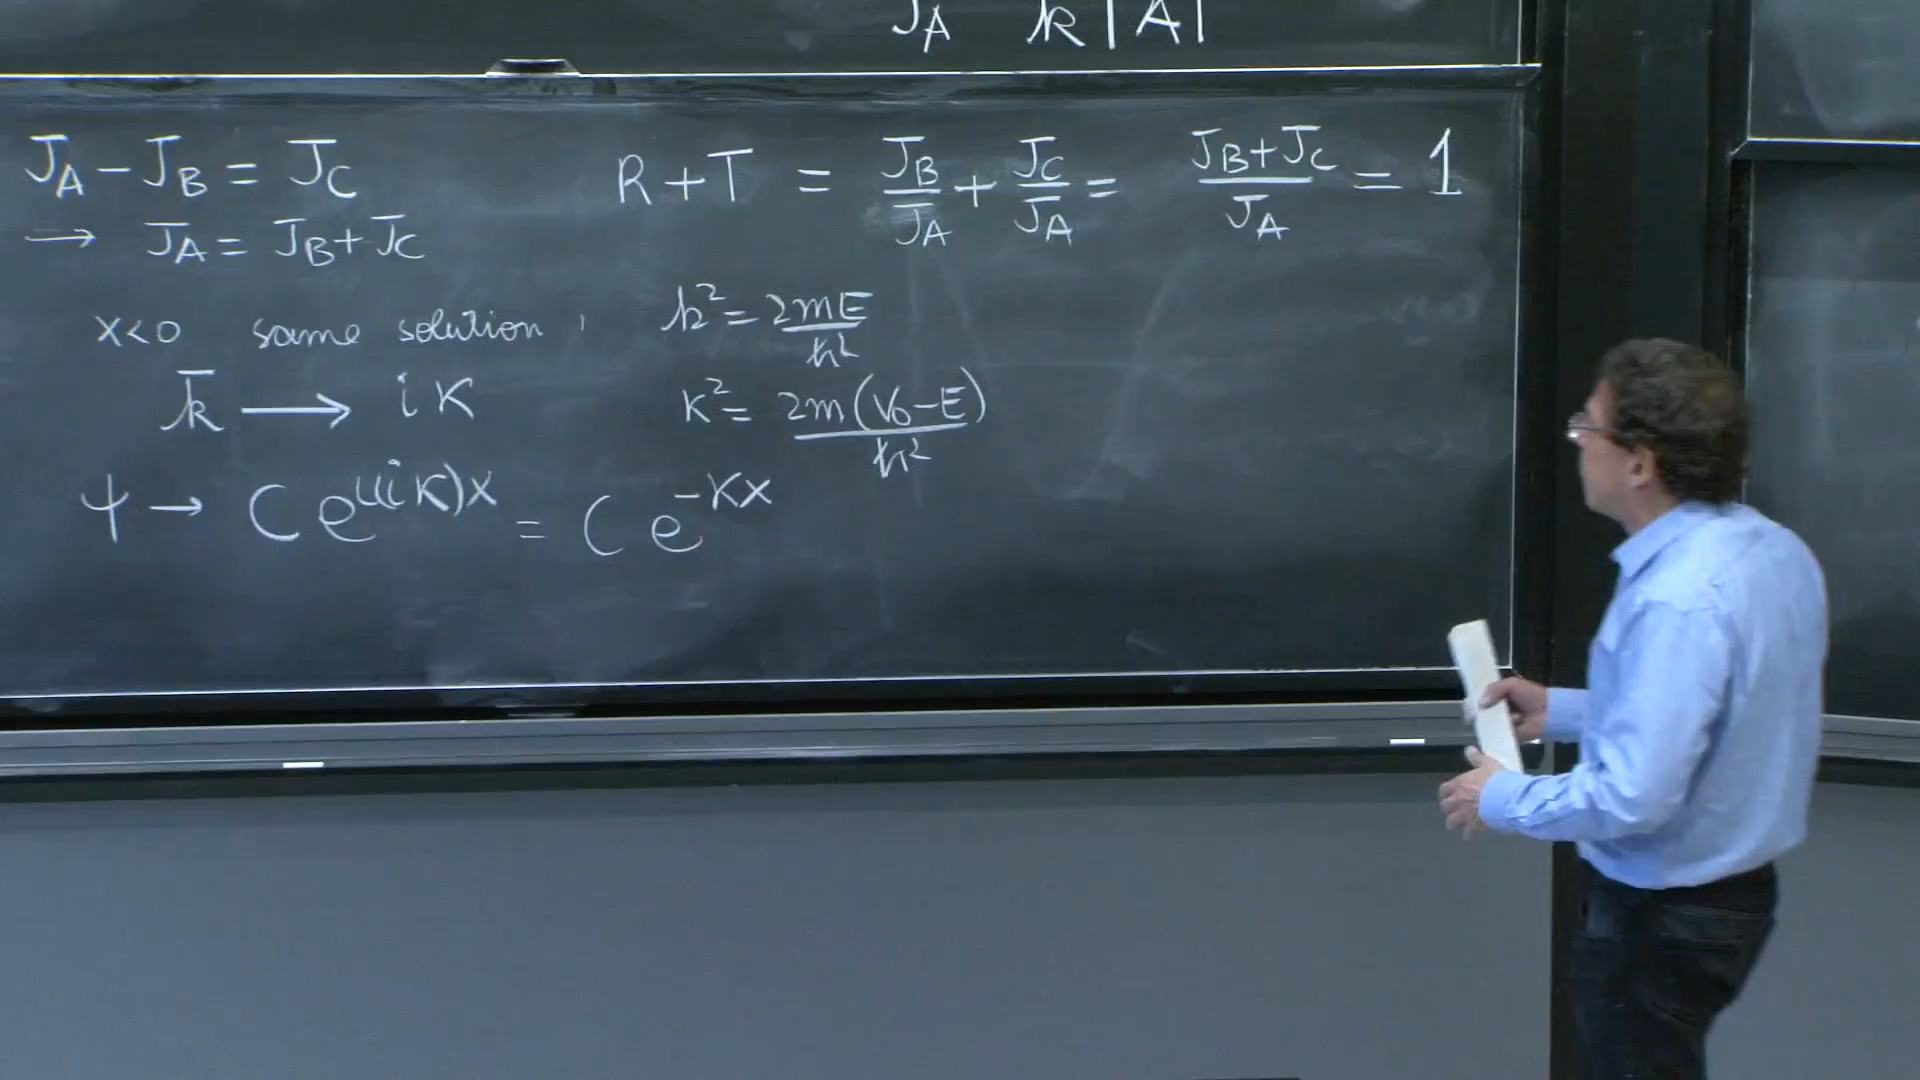 J_A k̄ |A|
J_A - J_B = J_C
→ J_A = J_B + J_C
R + T = J_B/J_A + J_C/J_A = (J_B + J_C)/J_A = 1
x<0 same solution, k² = 2mE/ħ²
k̄ → iκ κ² = 2m(V₀-E)/ħ²
ψ → C e^{i(iκ)x} = C e^{-κx}